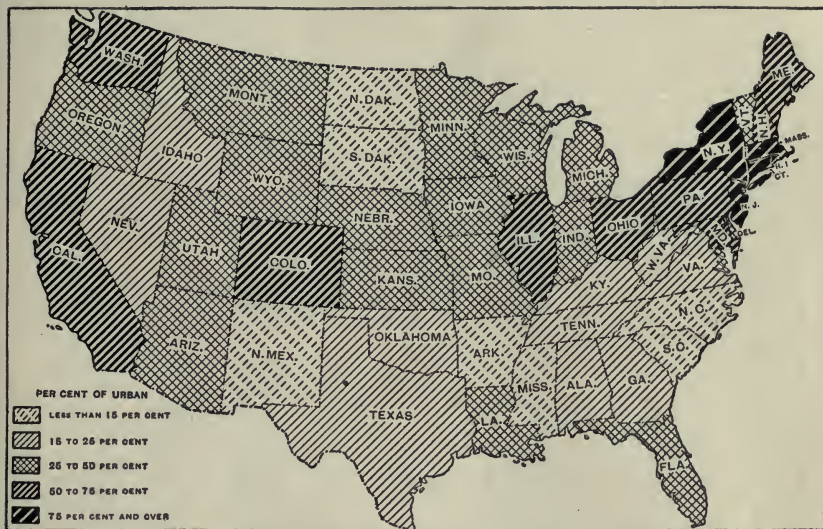 WASH.
MONT.
N.DAK.
MINN.
ME.
OREGON
IDAHO
S.DAK.
WIS.
MICH.
N.Y.
VT.
N.H.
MASS.
R.I.
CT.
WYO.
NEBR.
IOWA
PA.
N.J.
NEV.
UTAH
COLO.
ILL.
IND.
OHIO
DEL.
CAL.
KANS.
MO.
W.VA.
VA.
KY.
ARIZ.
N.MEX.
OKLAHOMA
ARK.
TENN.
N.C.
S.C.
TEXAS
LA.
MISS.
ALA.
GA.
FLA.
PER CENT OF URBAN
LESS THAN 15 PER CENT
15 TO 25 PER CENT
25 TO 50 PER CENT
50 TO 75 PER CENT
75 PER CENT AND OVER